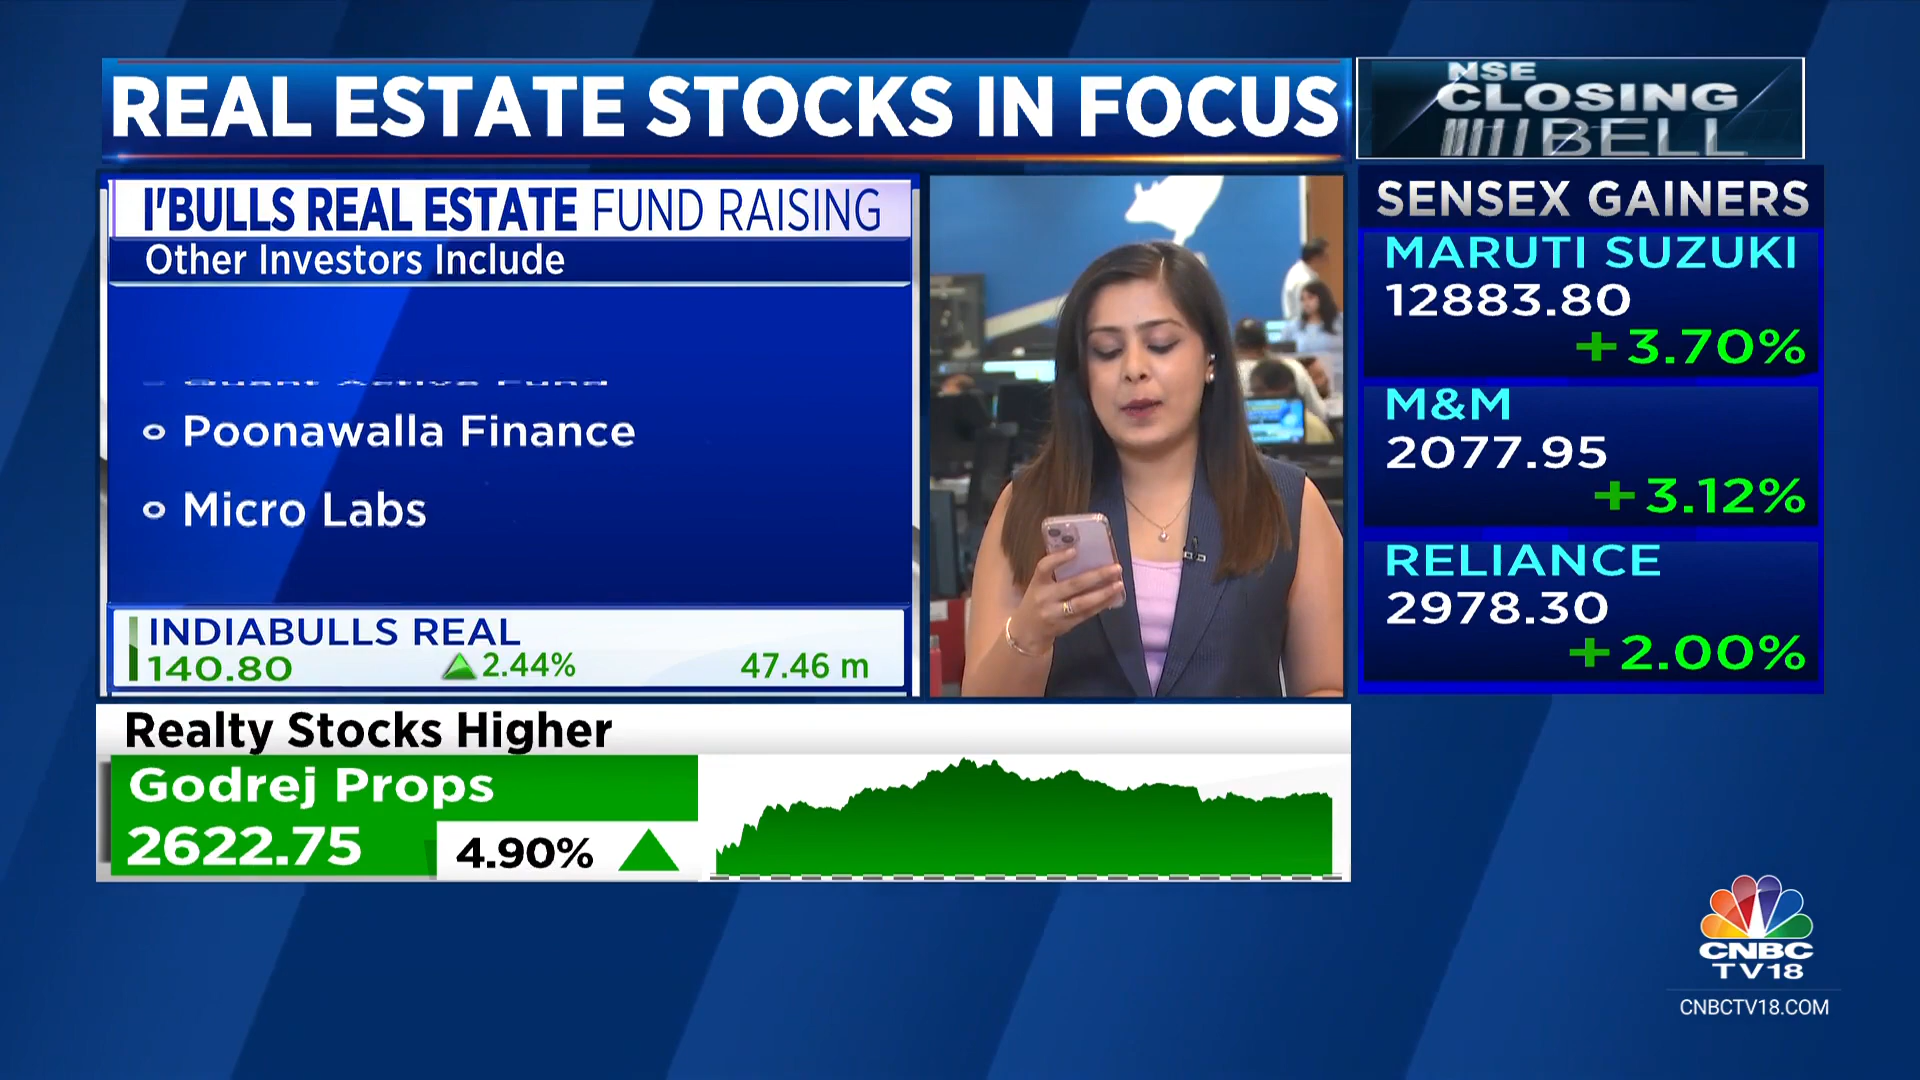 REAL ESTATE STOCKS IN FOCUS
NSE
CLOSING
BELL
I'BULLS REAL ESTATE FUND RAISING
Other Investors Include
Poonawalla Finance
Micro Labs
INDIABULLS REAL
140.80 2.44% 47.46 m
SENSEX GAINERS
MARUTI SUZUKI
12883.80
+3.70%
M&M
2077.95
+3.12%
RELIANCE
2978.30
+2.00%
Realty Stocks Higher
Godrej Props
2622.75 4.90%
CNBC
TV18
CNBCTV18.COM